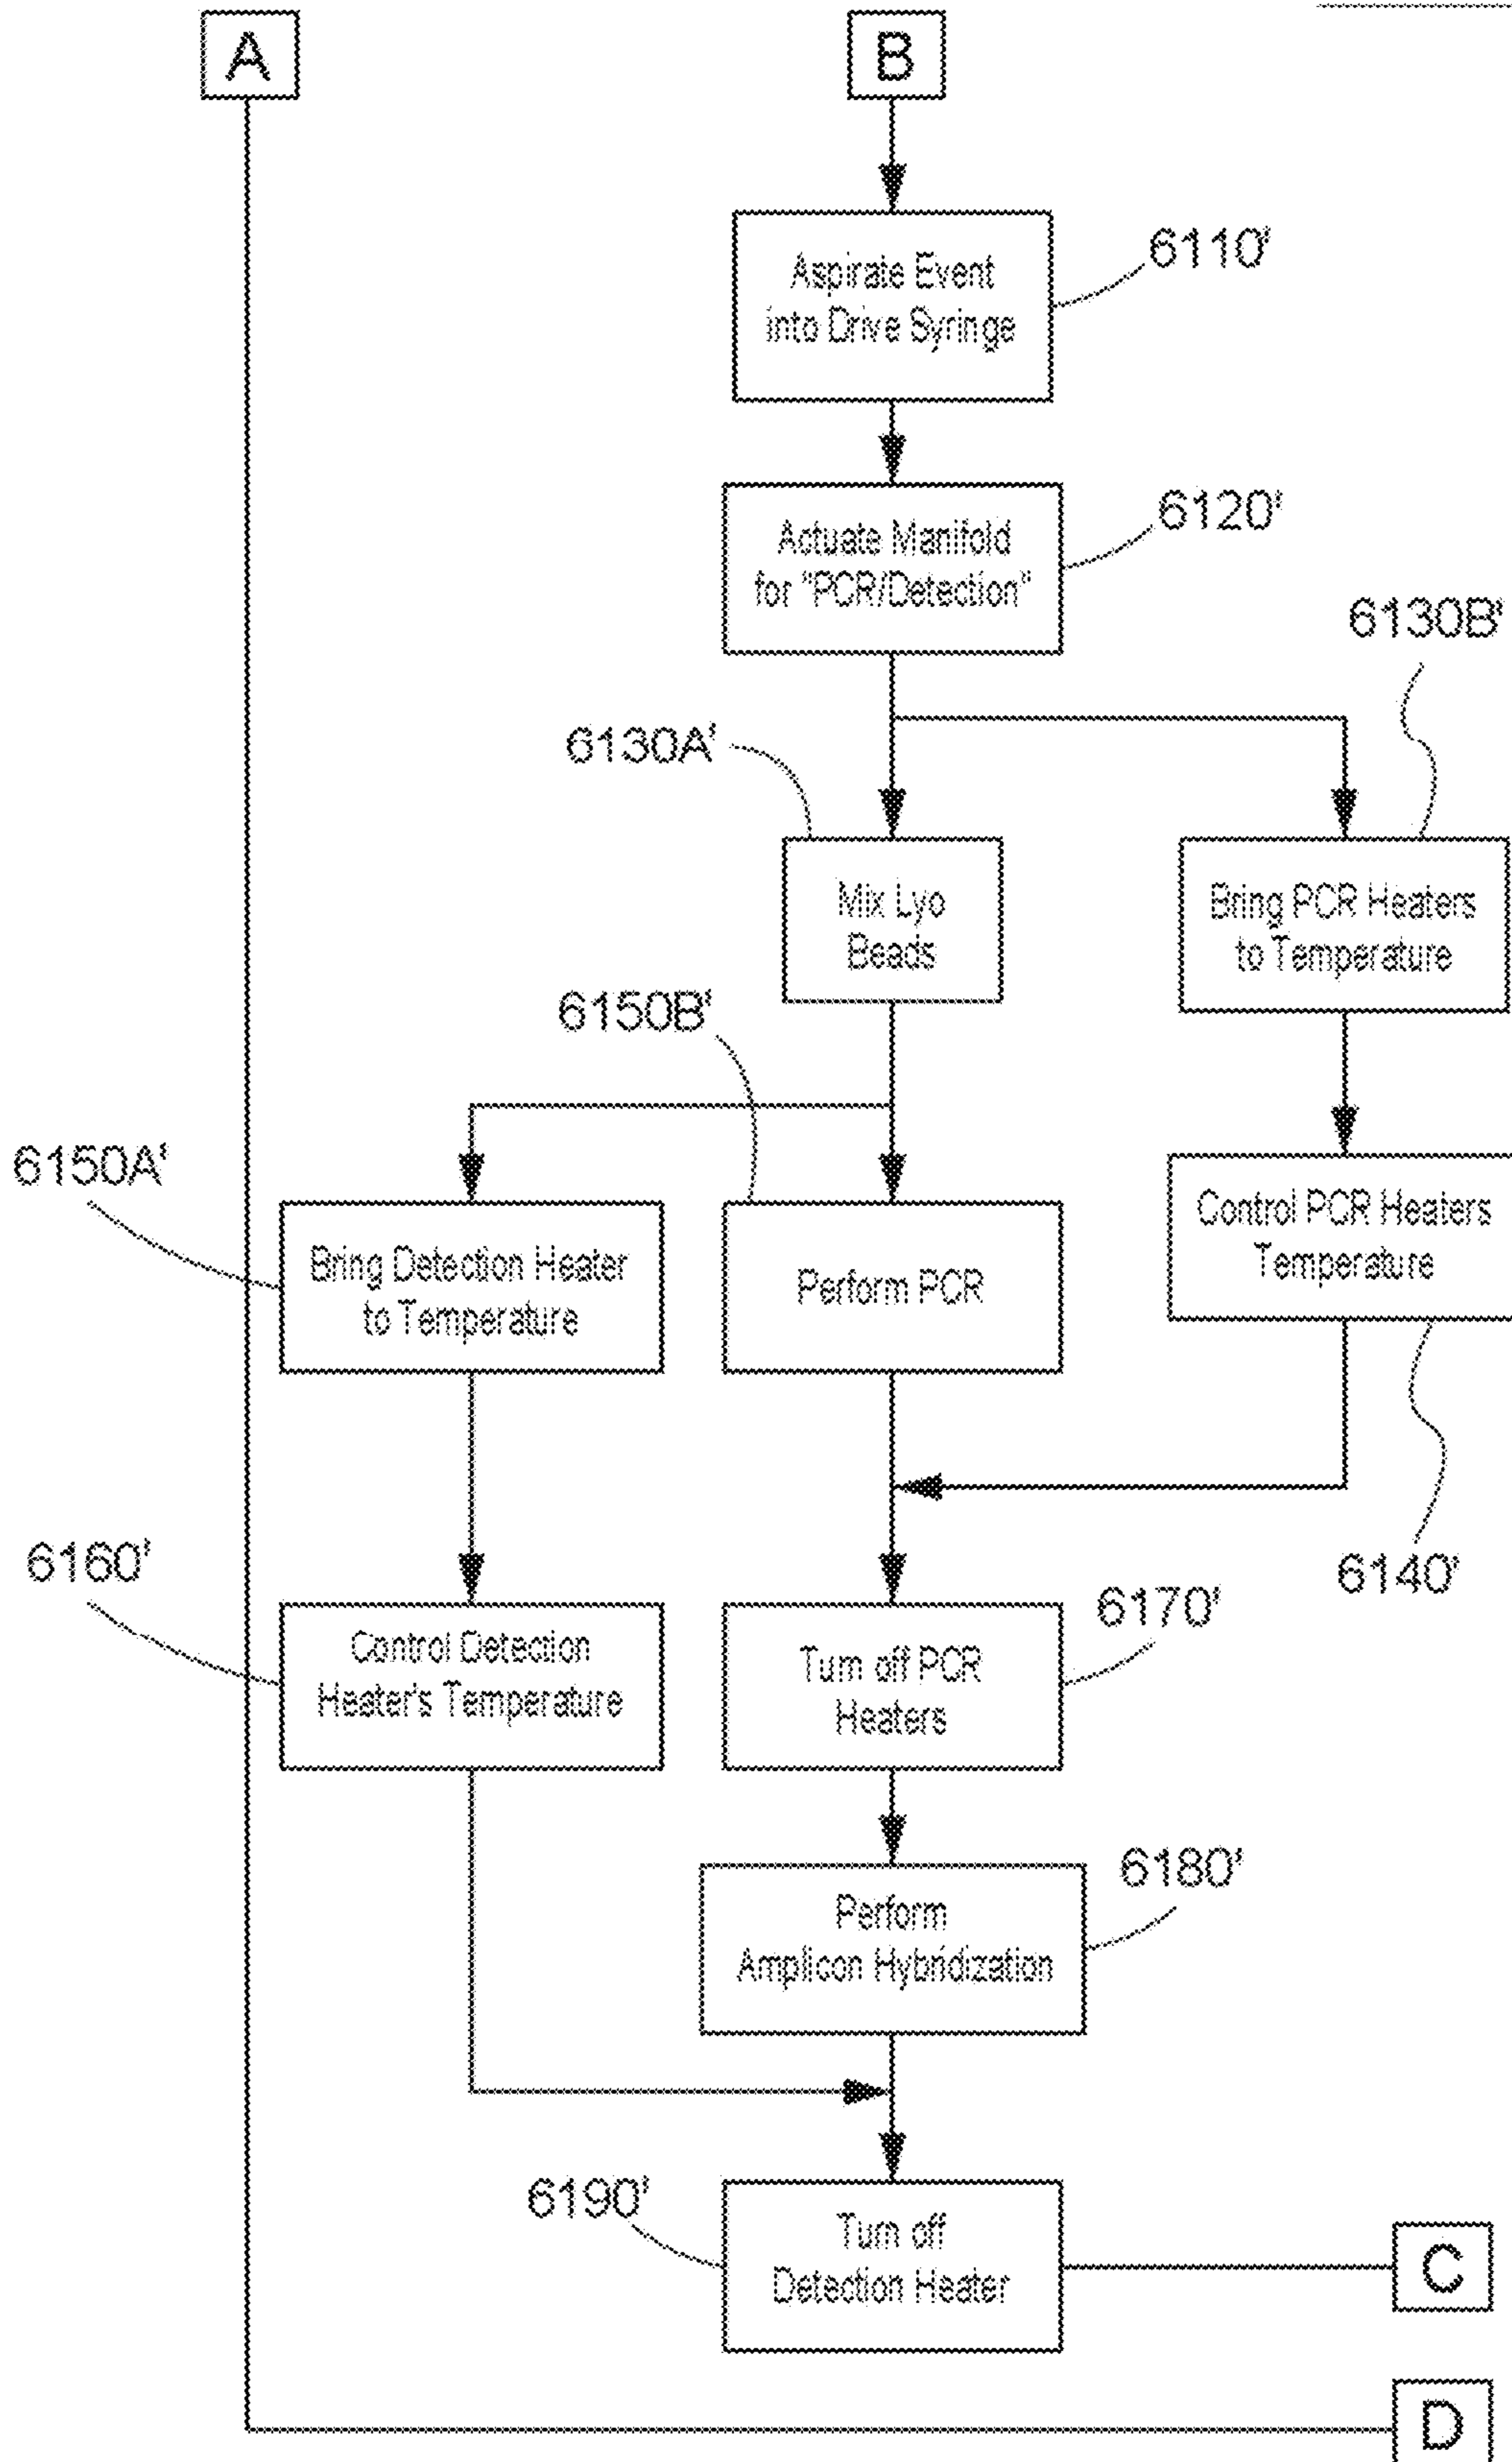 A
B
Aspirate Event
into Drive Syringe
6110'
Actuate Manifold
for "PCR/Detection"
6120'
6130B'
6130A'
Mix Lyo
Beads
Bring PCR Heaters
to Temperature
6150B'
6150A'
Bring Detection Heater
to Temperature
Perform PCR
Control PCR Heaters
Temperature
6160'
6140'
Control Detection
Heater's Temperature
Turn off PCR
Heaters
6170'
Perform
Amplicon Hybridization
6180'
6190'
Turn off
Detection Heater
C
D